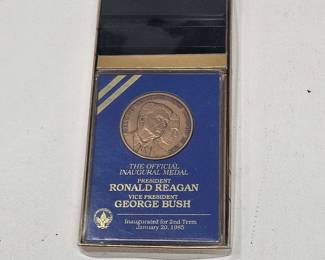 THE OFFICIAL
INAUGURAL MEDAL
PRESIDENT
RONALD REAGAN
VICE PRESIDENT
GEORGE BUSH
Inaugurated for 2nd Term
January 20, 1985